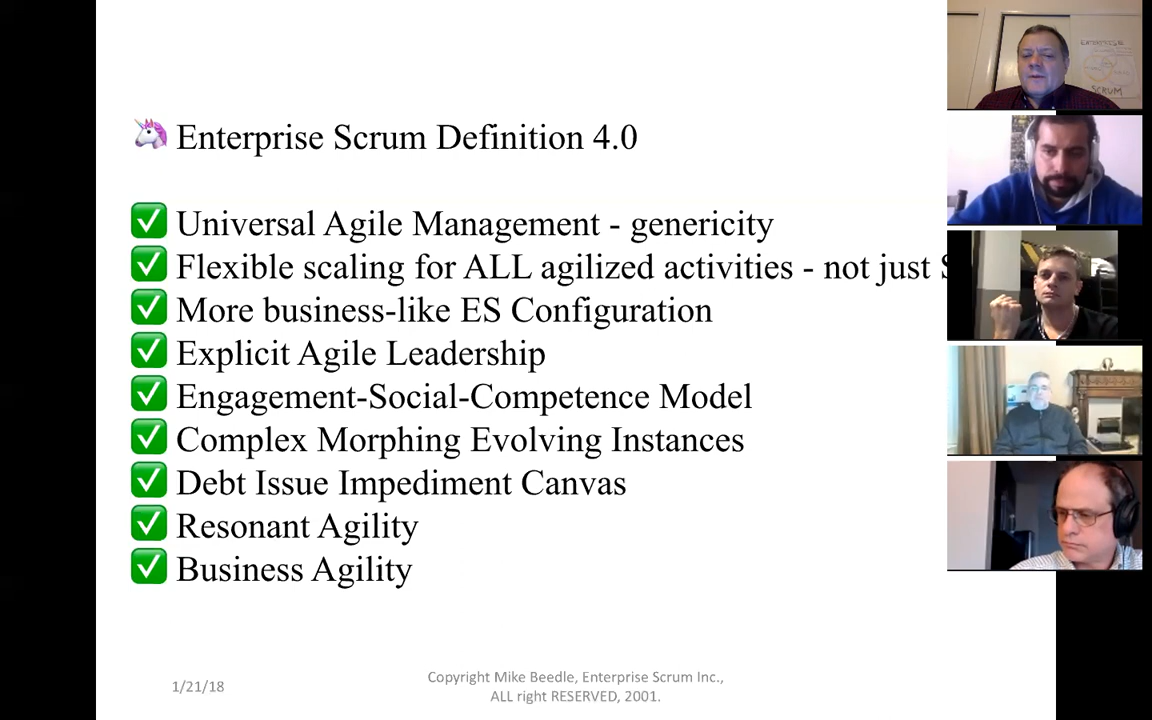 Enterprise Scrum Definition 4.0
Universal Agile Management - genericity
Flexible scaling for ALL agilized activities - not just
More business-like ES Configuration
Explicit Agile Leadership
Engagement-Social-Competence Model
Complex Morphing Evolving Instances
Debt Issue Impediment Canvas
Resonant Agility
Business Agility
1/21/18
Copyright Mike Beedle, Enterprise Scrum Inc.,
ALL right RESERVED, 2001.
ENTERPRISE
SCRUM